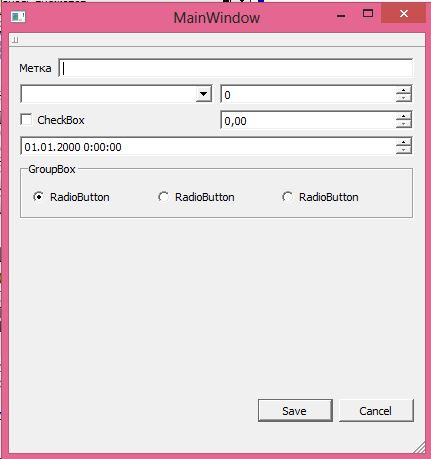 MainWindow
Метка
0
CheckBox 0,00
01.01.2000 0:00:00
GroupBox
RadioButton RadioButton RadioButton
Save Cancel